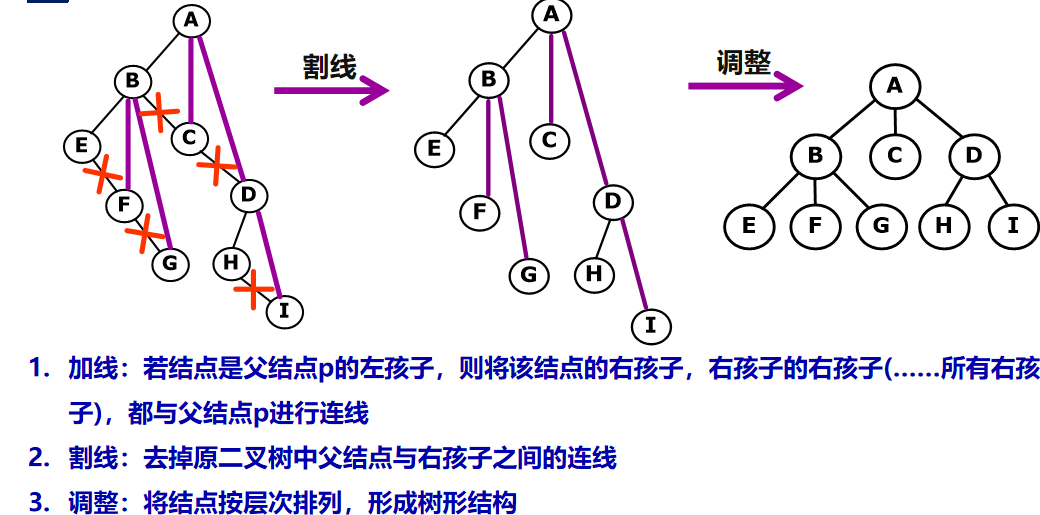 割线
调整
A
B
C
E
F
D
G
H
I
A
B
C
E
F
D
G
H
I
A
B
C
D
E
F
G
H
I
1. 加线：若结点是父结点p的左孩子，则将该结点的右孩子，右孩子的右孩子(……所有右孩
子)，都与父结点p进行连线
2. 割线：去掉原二叉树中父结点与右孩子之间的连线
3. 调整：将结点按层次排列，形成树形结构